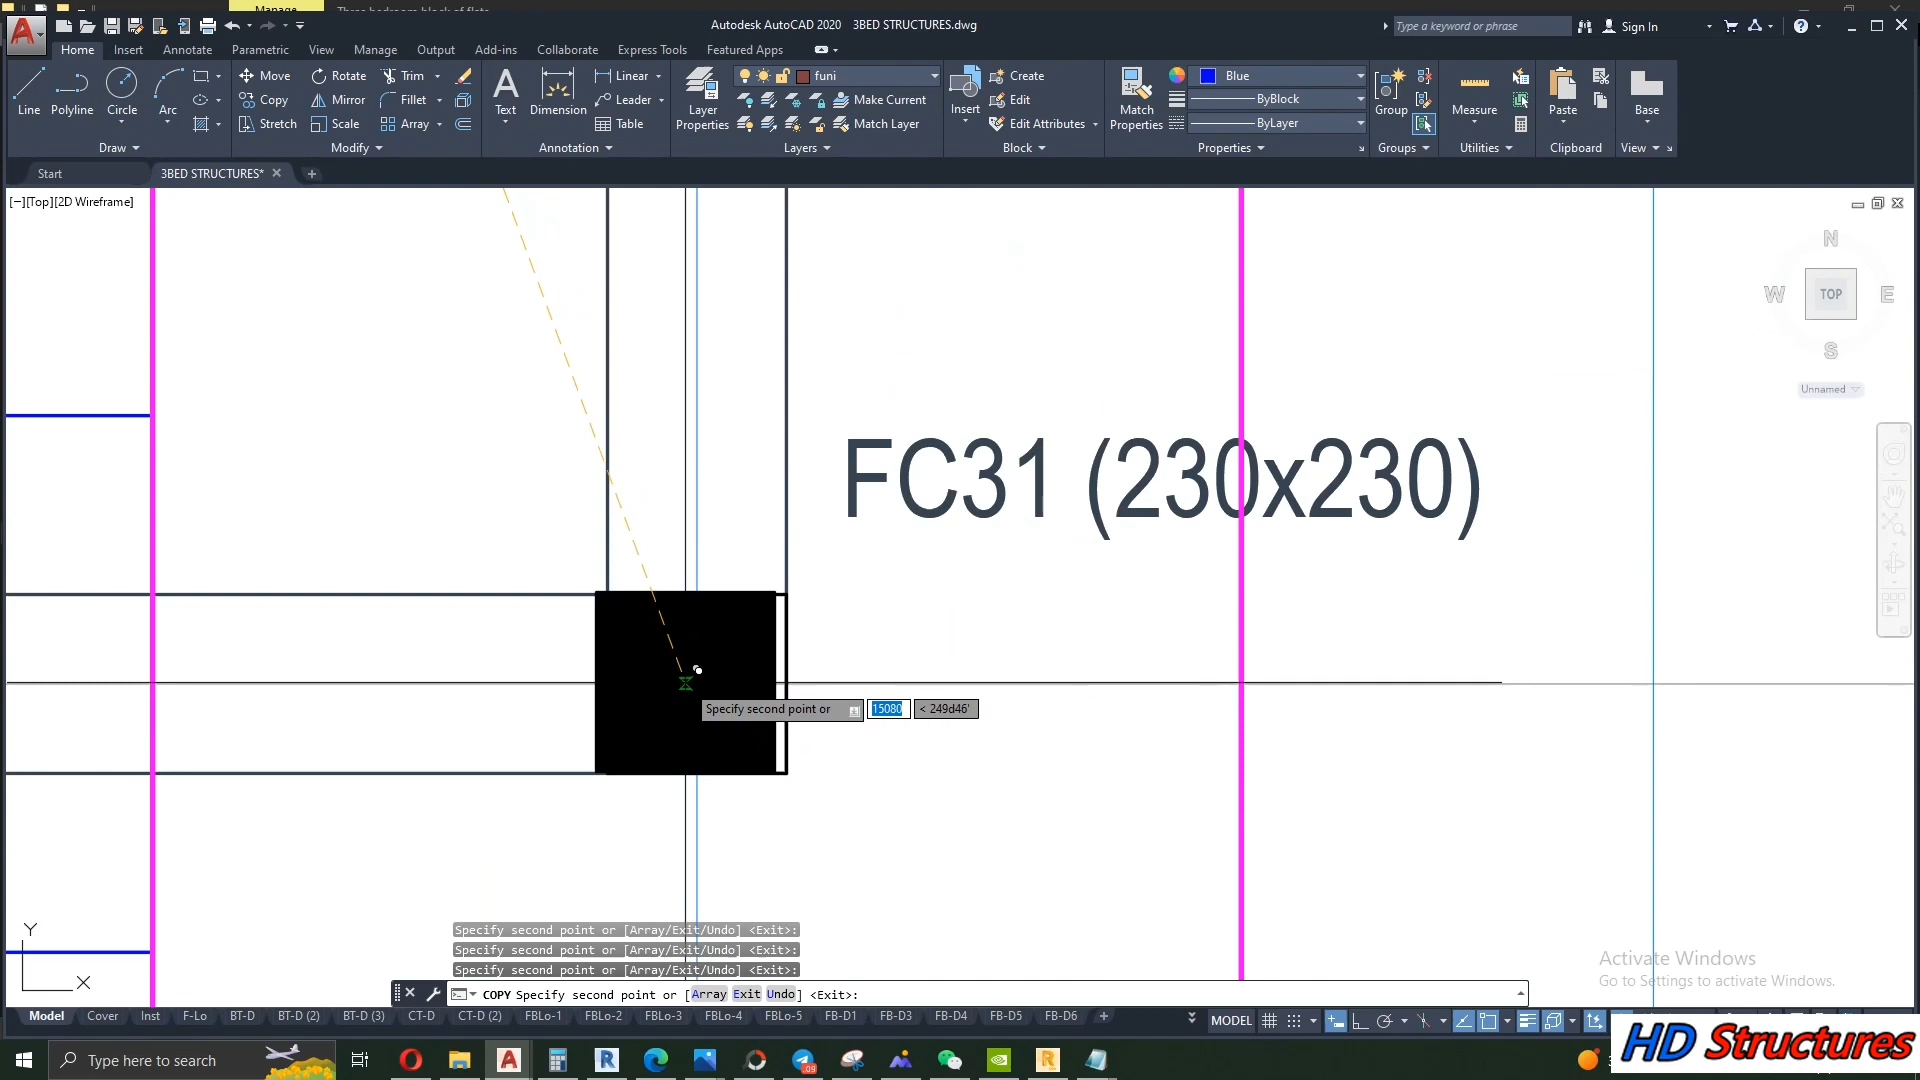 Manage
Three bedroom block of flats
Autodesk AutoCAD 2020 3BED STRUCTURES.dwg
Type a keyword or phrase
Sign In
Home Insert Annotate Parametric View Manage Output Add-ins Collaborate Express Tools Featured Apps
Line Polyline Circle Arc
Move Rotate Trim
Copy Mirror Fillet
Stretch Scale Array
Text Dimension
Linear
Leader
Table
Layer Properties
funi
Make Current
Match Layer
Insert
Create
Edit
Edit Attributes
Match Properties
Blue
ByBlock
ByLayer
Group
Measure
Paste
Base
Draw Modify Annotation Layers Block Properties Groups Utilities Clipboard View
Start 3BED STRUCTURES*
[−][Top][2D Wireframe]
N
W TOP E
S
Unnamed
FC31 (230x230)
Specify second point or 15080 < 249d46'
Y
X
Specify second point or [Array/Exit/Undo] <Exit>:
Specify second point or [Array/Exit/Undo] <Exit>:
Specify second point or [Array/Exit/Undo] <Exit>:
COPY Specify second point or [Array Exit Undo] <Exit>:
Activate Windows
Go to Settings to activate Windows.
Model Cover Inst F-Lo BT-D BT-D (2) BT-D (3) CT-D CT-D (2) FBLo-1 FBLo-2 FBLo-3 FBLo-4 FBLo-5 FB-D1 FB-D3 FB-D4 FB-D5 FB-D6
MODEL
Type here to search
HD Structures